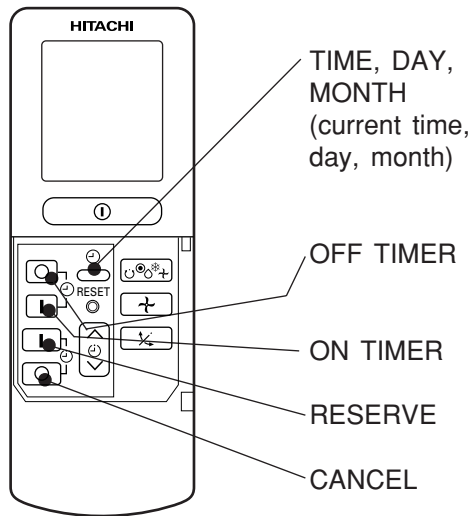 HITACHI
TIME, DAY,
MONTH
(current time,
day, month)
OFF TIMER
RESET
ON TIMER
RESERVE
CANCEL